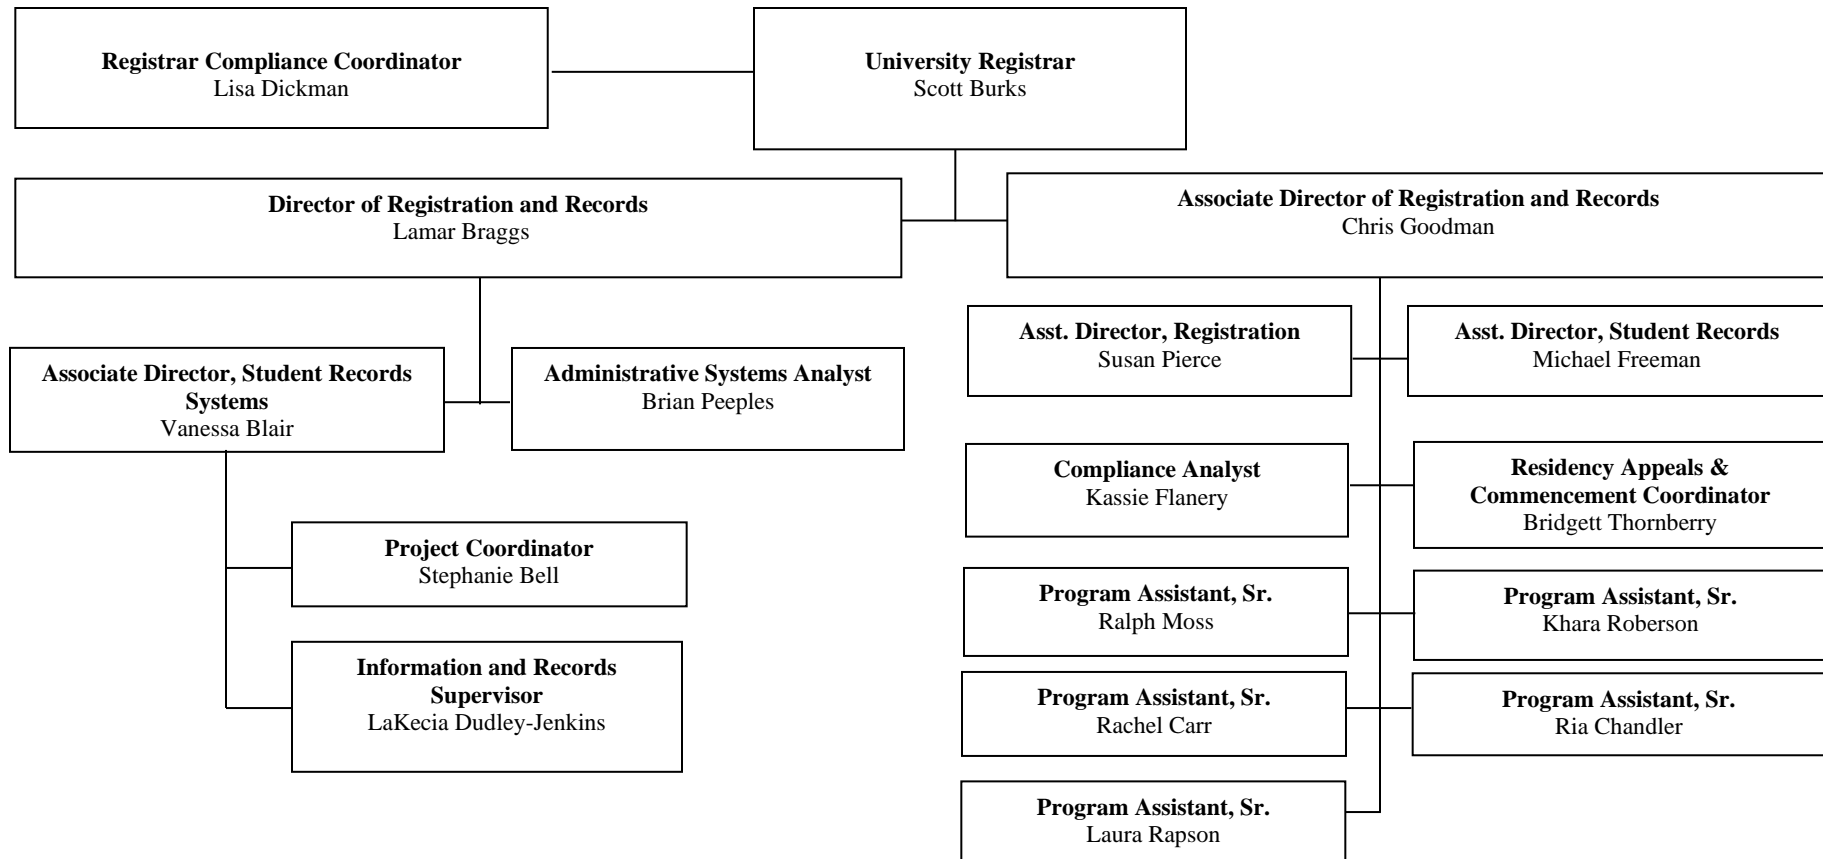 Registrar Compliance Coordinator
Lisa Dickman
University Registrar
Scott Burks
Director of Registration and Records
Lamar Braggs
Associate Director of Registration and Records
Chris Goodman
Associate Director, Student Records
Systems
Vanessa Blair
Administrative Systems Analyst
Brian Peeples
Project Coordinator
Stephanie Bell
Information and Records
Supervisor
LaKecia Dudley-Jenkins
Asst. Director, Registration
Susan Pierce
Asst. Director, Student Records
Michael Freeman
Compliance Analyst
Kassie Flanery
Residency Appeals &
Commencement Coordinator
Bridgett Thornberry
Program Assistant, Sr.
Ralph Moss
Program Assistant, Sr.
Khara Roberson
Program Assistant, Sr.
Rachel Carr
Program Assistant, Sr.
Ria Chandler
Program Assistant, Sr.
Laura Rapson